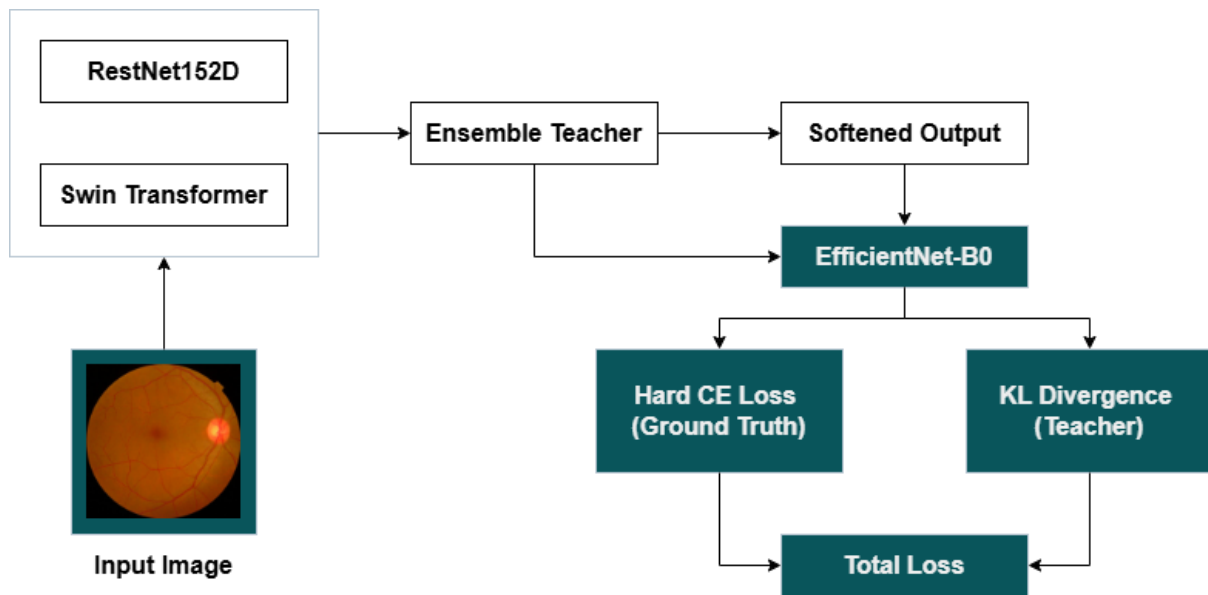 RestNet152D
Swin Transformer
Ensemble Teacher
Softened Output
EfficientNet-B0
Hard CE Loss
(Ground Truth)
KL Divergence
(Teacher)
Total Loss
Input Image